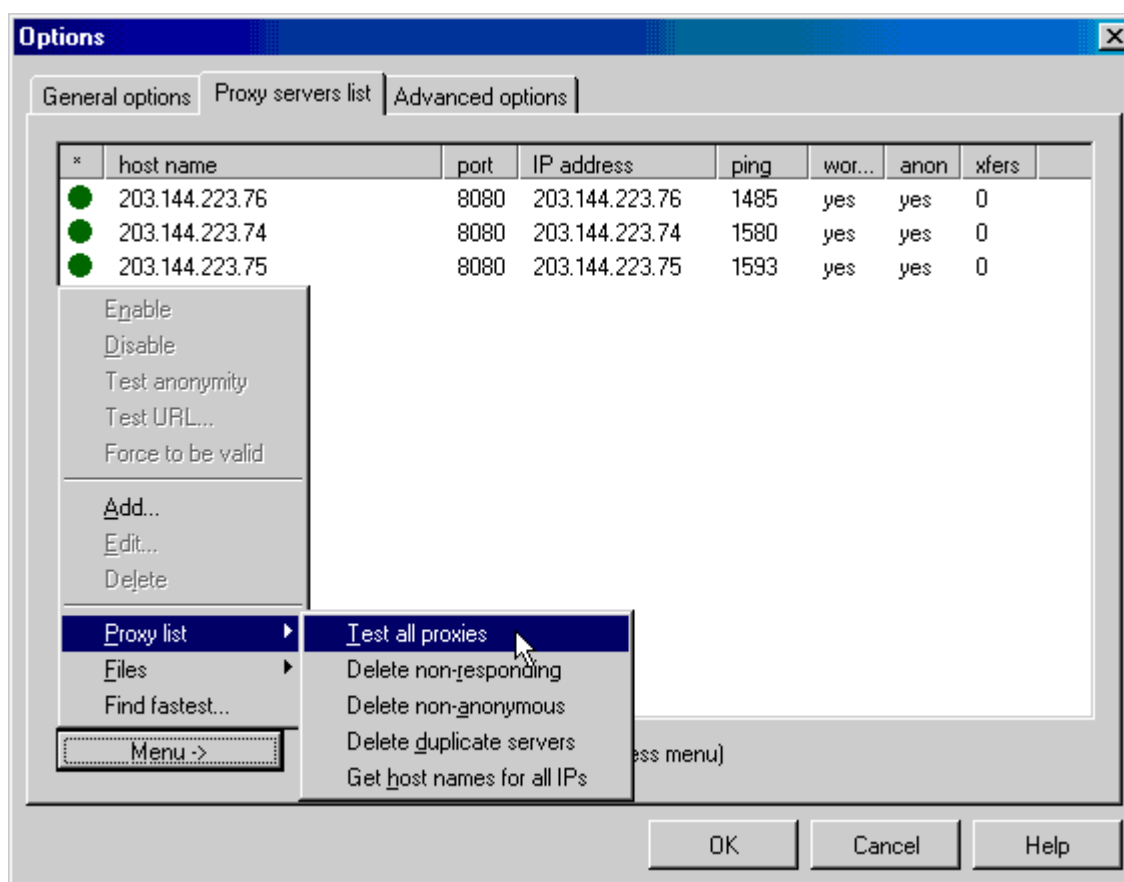 Options
General options Proxy servers list Advanced options
* host name port IP address ping wor... anon xfers
203.144.223.76 8080 203.144.223.76 1485 yes yes 0
203.144.223.74 8080 203.144.223.74 1580 yes yes 0
203.144.223.75 8080 203.144.223.75 1593 yes yes 0
Enable
Disable
Test anonymity
Test URL...
Force to be valid
Add...
Edit...
Delete
Proxy list
Files
Find fastest...
Test all proxies
Delete non-responding
Delete non-anonymous
Delete duplicate servers
Get host names for all IPs
Menu -> ess menu)
OK Cancel Help